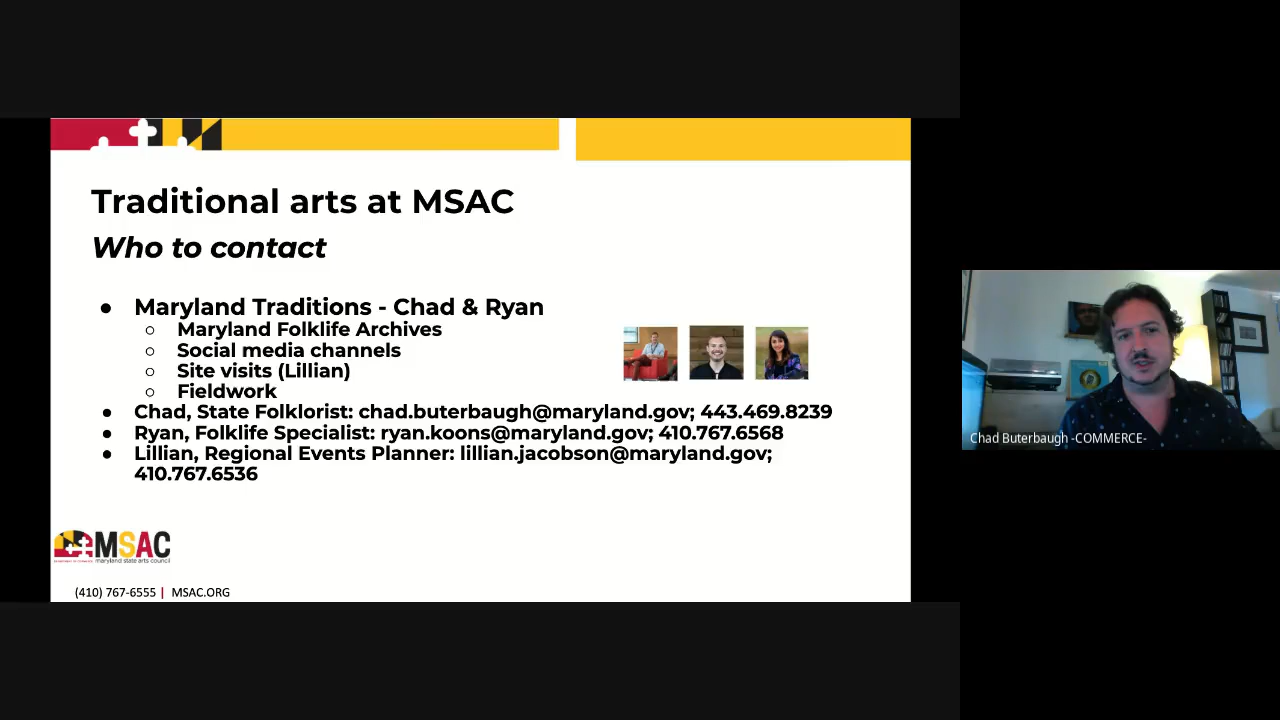 Traditional arts at MSAC
Who to contact
● Maryland Traditions - Chad & Ryan
○ Maryland Folklife Archives
○ Social media channels
○ Site visits (Lillian)
○ Fieldwork
● Chad, State Folklorist: chad.buterbaugh@maryland.gov; 443.469.8239
● Ryan, Folklife Specialist: ryan.koons@maryland.gov; 410.767.6568
● Lillian, Regional Events Planner: lillian.jacobson@maryland.gov;
410.767.6536
MSAC
maryland state arts council
(410) 767-6555 | MSAC.ORG
Chad Buterbaugh -COMMERCE-